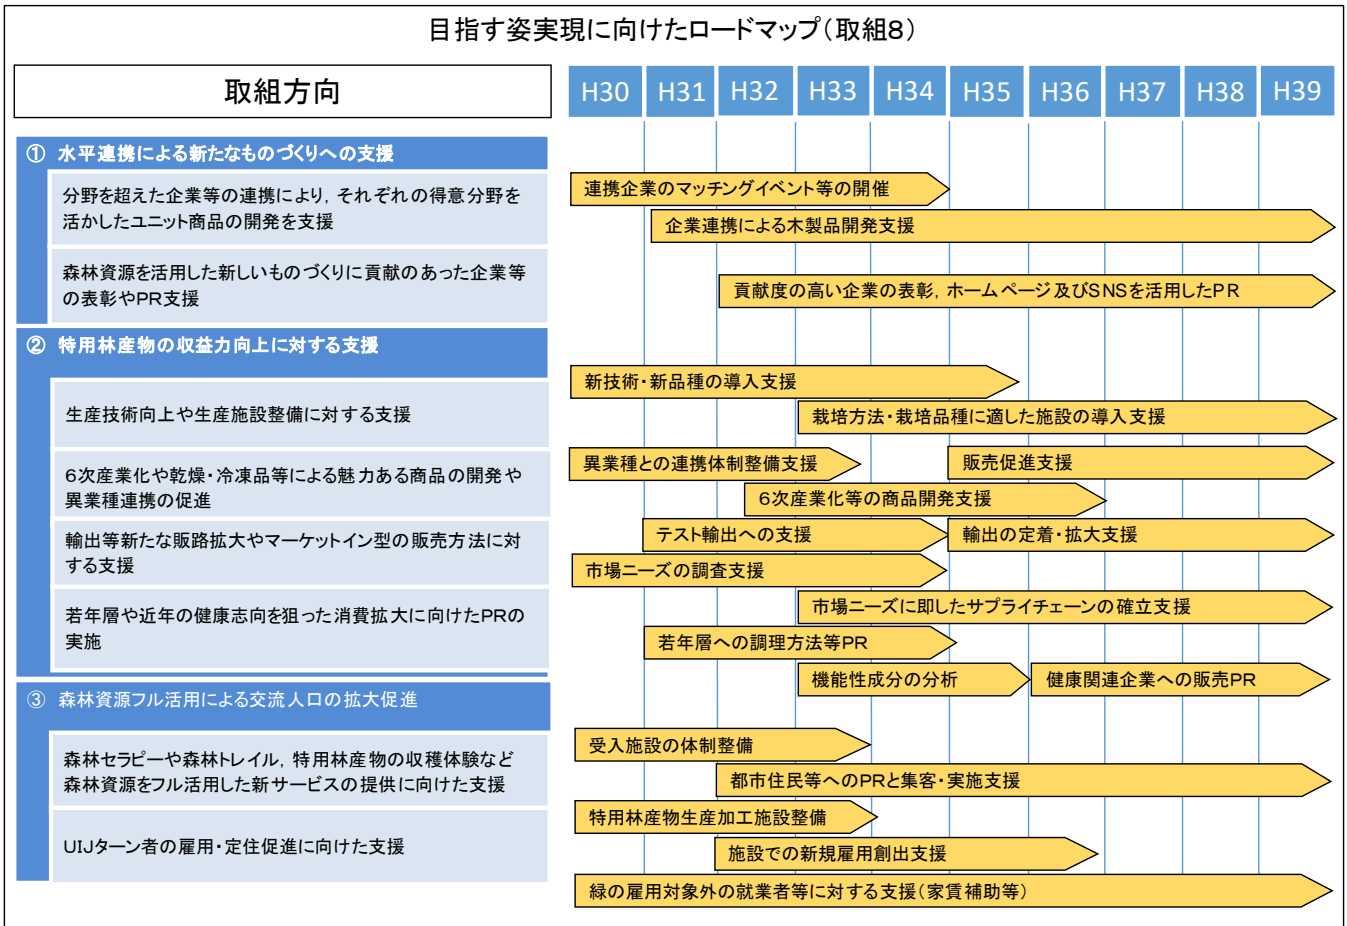 目指す姿実現に向けたロードマップ（取組８）
取組方向
H30 H31 H32 H33 H34 H35 H36 H37 H38 H39
① 水平連携による新たなものづくりへの支援
分野を超えた企業等の連携により，それぞれの得意分野を
活かしたユニット商品の開発を支援
連携企業のマッチングイベント等の開催
企業連携による木製品開発支援
森林資源を活用した新しいものづくりに貢献のあった企業等
の表彰やPR支援
貢献度の高い企業の表彰，ホームページ及びSNSを活用したPR
② 特用林産物の収益力向上に対する支援
生産技術向上や生産施設整備に対する支援
新技術・新品種の導入支援
栽培方法・栽培品種に適した施設の導入支援
６次産業化や乾燥・冷凍品等による魅力ある商品の開発や
異業種連携の促進
異業種との連携体制整備支援
販売促進支援
６次産業化等の商品開発支援
輸出等新たな販路拡大やマーケットイン型の販売方法に対
する支援
テスト輸出への支援
輸出の定着・拡大支援
市場ニーズの調査支援
市場ニーズに即したサプライチェーンの確立支援
若年層や近年の健康志向を狙った消費拡大に向けたPRの
実施
若年層への調理方法等PR
機能性成分の分析
健康関連企業への販売PR
③ 森林資源フル活用による交流人口の拡大促進
森林セラピーや森林トレイル，特用林産物の収穫体験など
森林資源をフル活用した新サービスの提供に向けた支援
受入施設の体制整備
都市住民等へのPRと集客・実施支援
UIJターン者の雇用・定住促進に向けた支援
特用林産物生産加工施設整備
施設での新規雇用創出支援
緑の雇用対象外の就業者等に対する支援（家賃補助等）